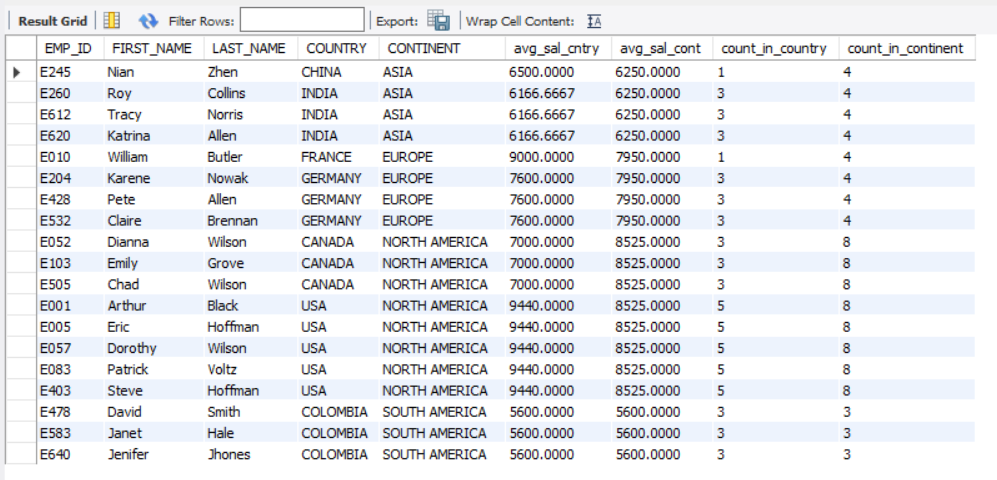 Result Grid Filter Rows: Export: Wrap Cell Content: IA
EMP_ID FIRST_NAME LAST_NAME COUNTRY CONTINENT avg_sal_cntry avg_sal_cont count_in_country count_in_continent
E245 Nian Zhen CHINA ASIA 6500.0000 6250.0000 1 4
E260 Roy Collins INDIA ASIA 6166.6667 6250.0000 3 4
E612 Tracy Norris INDIA ASIA 6166.6667 6250.0000 3 4
E620 Katrina Allen INDIA ASIA 6166.6667 6250.0000 3 4
E010 William Butler FRANCE EUROPE 9000.0000 7950.0000 1 4
E204 Karene Nowak GERMANY EUROPE 7600.0000 7950.0000 3 4
E428 Pete Allen GERMANY EUROPE 7600.0000 7950.0000 3 4
E532 Claire Brennan GERMANY EUROPE 7600.0000 7950.0000 3 4
E052 Dianna Wilson CANADA NORTH AMERICA 7000.0000 8525.0000 3 8
E103 Emily Grove CANADA NORTH AMERICA 7000.0000 8525.0000 3 8
E505 Chad Wilson CANADA NORTH AMERICA 7000.0000 8525.0000 3 8
E001 Arthur Black USA NORTH AMERICA 9440.0000 8525.0000 5 8
E005 Eric Hoffman USA NORTH AMERICA 9440.0000 8525.0000 5 8
E057 Dorothy Wilson USA NORTH AMERICA 9440.0000 8525.0000 5 8
E083 Patrick Voltz USA NORTH AMERICA 9440.0000 8525.0000 5 8
E403 Steve Hoffman USA NORTH AMERICA 9440.0000 8525.0000 5 8
E478 David Smith COLOMBIA SOUTH AMERICA 5600.0000 5600.0000 3 3
E583 Janet Hale COLOMBIA SOUTH AMERICA 5600.0000 5600.0000 3 3
E640 Jenifer Jhones COLOMBIA SOUTH AMERICA 5600.0000 5600.0000 3 3